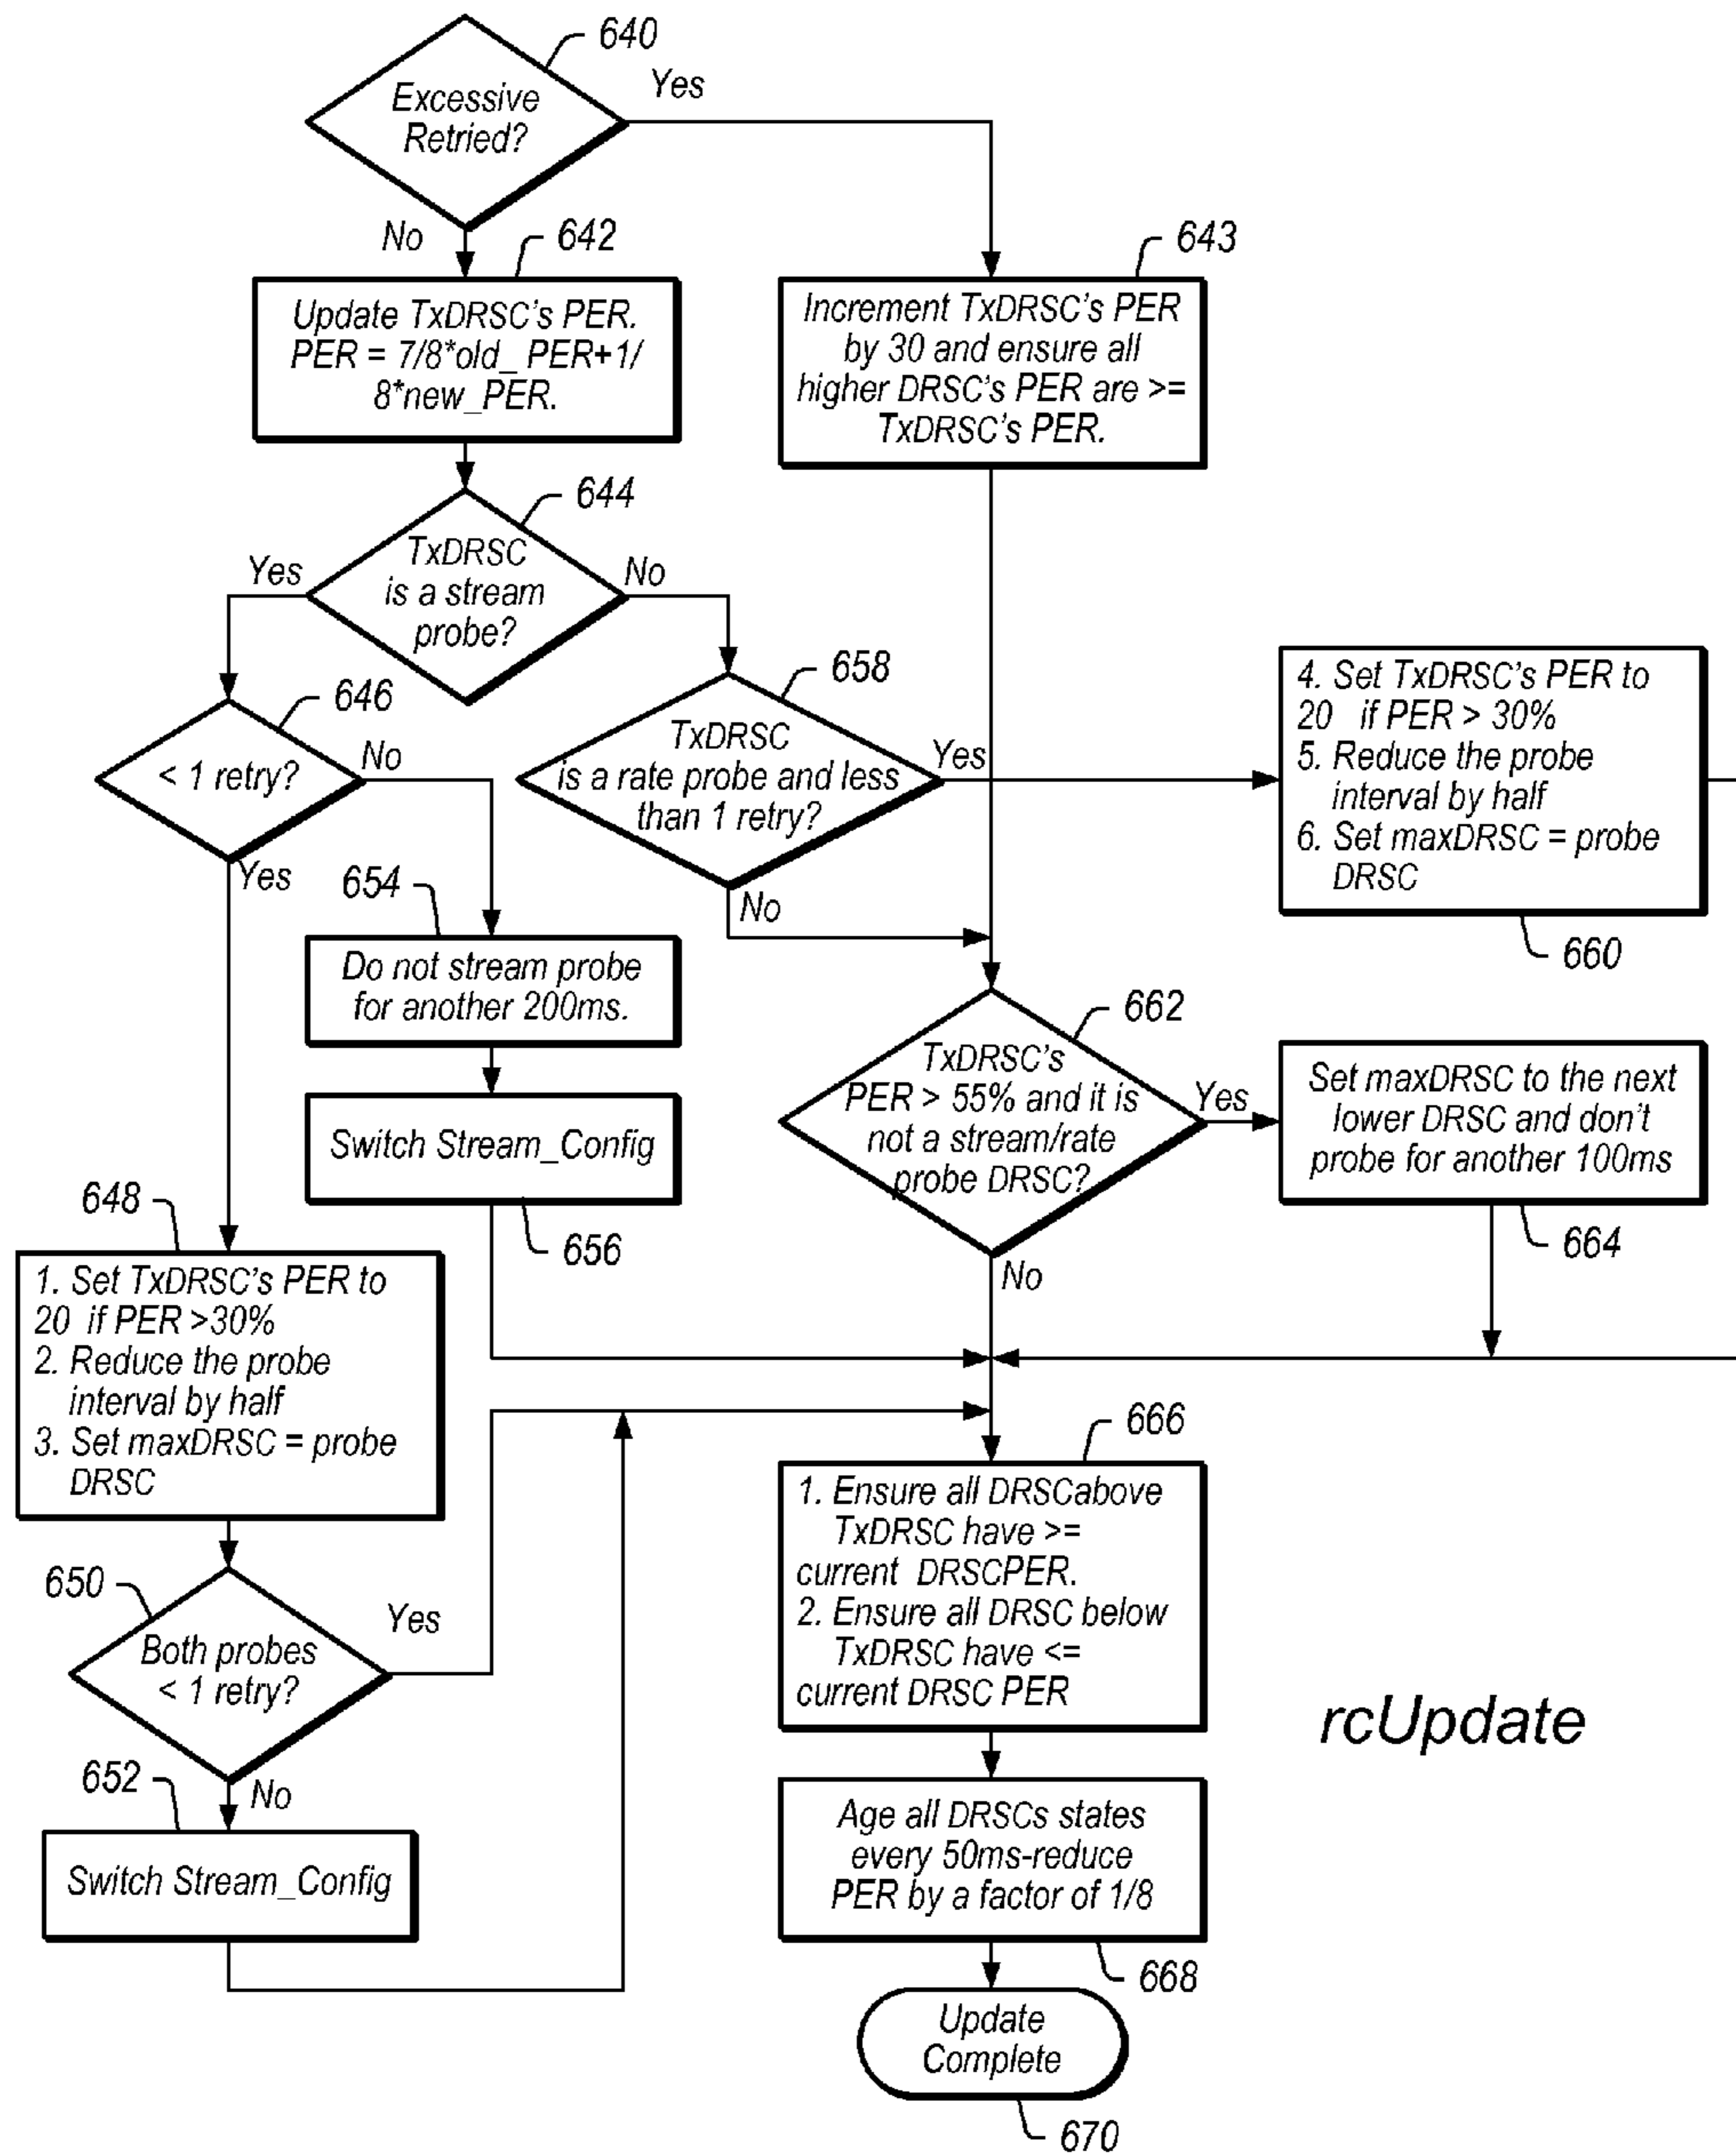 640
Excessive
Retried?
Yes
No
642
Update TxDRSC's PER.
PER = 7/8*old_ PER+1/
8*new_PER.
643
Increment TxDRSC's PER
by 30 and ensure all
higher DRSC's PER are >=
TxDRSC's PER.
644
TxDRSC
is a stream
probe?
Yes
No
646
< 1 retry?
No
Yes
658
TxDRSC
is a rate probe and less
than 1 retry?
Yes
No
4. Set TxDRSC's PER to
20 if PER > 30%
5. Reduce the probe
interval by half
6. Set maxDRSC = probe
DRSC
660
654
Do not stream probe
for another 200ms.
Switch Stream_Config
656
662
TxDRSC's
PER > 55% and it is
not a stream/rate
probe DRSC?
Yes
No
Set maxDRSC to the next
lower DRSC and don't
probe for another 100ms
664
648
1. Set TxDRSC's PER to
20 if PER >30%
2. Reduce the probe
interval by half
3. Set maxDRSC = probe
DRSC
650
Both probes
< 1 retry?
Yes
No
652
Switch Stream_Config
666
1. Ensure all DRSCabove
TxDRSC have >=
current DRSCPER.
2. Ensure all DRSC below
TxDRSC have <=
current DRSC PER
rcUpdate
Age all DRSCs states
every 50ms-reduce
PER by a factor of 1/8
668
Update
Complete
670